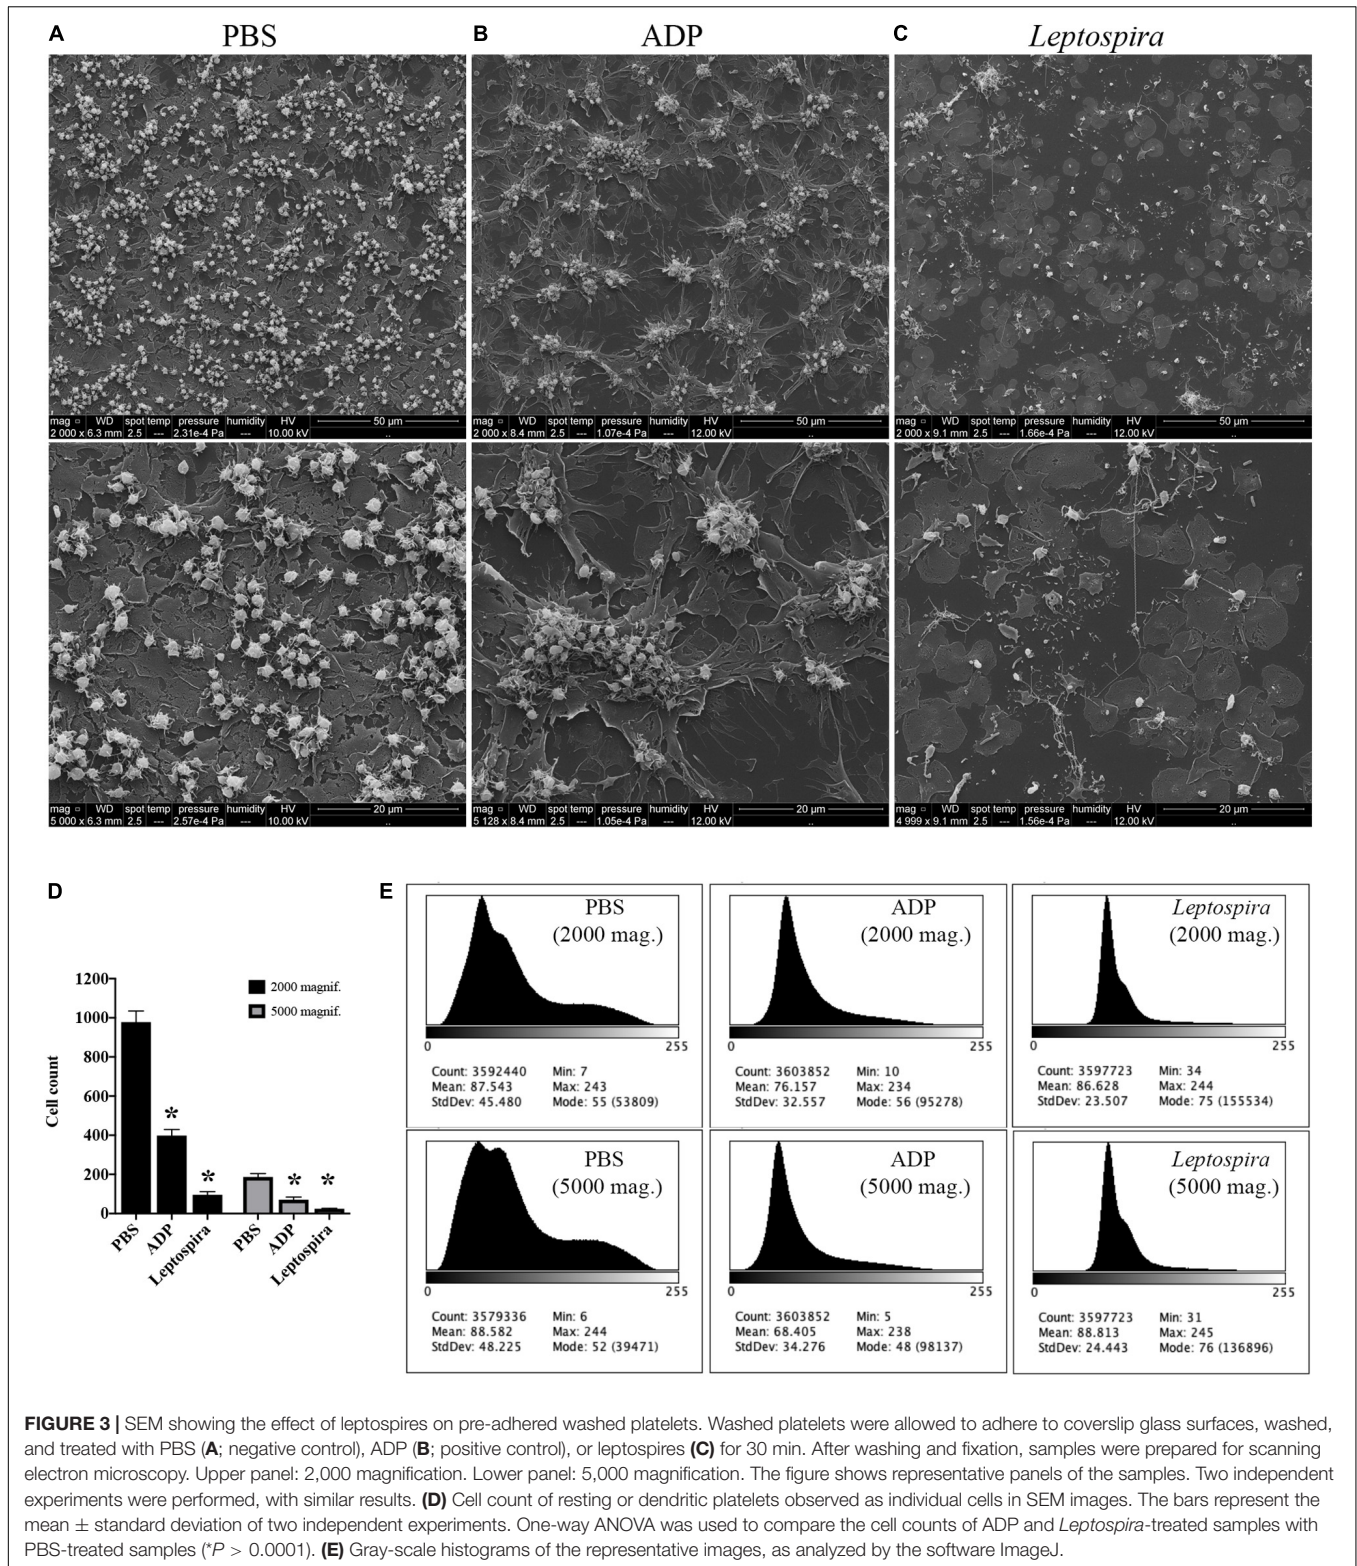 A PBS
B ADP
C Leptospira
mag □ WD spot temp pressure humidity HV 50 µm
2 000 x 6.3 mm 2.5 --- 2.31e-4 Pa --- 10.00 kV ..
mag □ WD spot temp pressure humidity HV 50 µm
2 000 x 8.4 mm 2.5 --- 1.07e-4 Pa --- 12.00 kV ..
mag □ WD spot temp pressure humidity HV 50 µm
2 000 x 9.1 mm 2.5 --- 1.66e-4 Pa --- 12.00 kV ..
mag □ WD spot temp pressure humidity HV 20 µm
5 000 x 6.3 mm 2.5 --- 2.57e-4 Pa --- 10.00 kV ..
mag □ WD spot temp pressure humidity HV 20 µm
5 128 x 8.4 mm 2.5 --- 1.05e-4 Pa --- 12.00 kV ..
mag □ WD spot temp pressure humidity HV 20 µm
4 999 x 9.1 mm 2.5 --- 1.56e-4 Pa --- 12.00 kV ..
D
Cell count
1200
1000
800
600
400
200
0
2000 magnif.
5000 magnif.
*
*
*
*
PBS
ADP
Leptospira
PBS
ADP
Leptospira
E
PBS
(2000 mag.)
0 255
Count: 3592440 Min: 7
Mean: 87.543 Max: 243
StdDev: 45.480 Mode: 55 (53809)
ADP
(2000 mag.)
0 255
Count: 3603852 Min: 10
Mean: 76.157 Max: 234
StdDev: 32.557 Mode: 56 (95278)
Leptospira
(2000 mag.)
0 255
Count: 3597723 Min: 34
Mean: 86.628 Max: 244
StdDev: 23.507 Mode: 75 (155534)
PBS
(5000 mag.)
0 255
Count: 3579336 Min: 6
Mean: 88.582 Max: 244
StdDev: 48.225 Mode: 52 (39471)
ADP
(5000 mag.)
0 255
Count: 3603852 Min: 5
Mean: 68.405 Max: 238
StdDev: 34.276 Mode: 48 (98137)
Leptospira
(5000 mag.)
0 255
Count: 3597723 Min: 31
Mean: 88.813 Max: 245
StdDev: 24.443 Mode: 76 (136896)
FIGURE 3 | SEM showing the effect of leptospires on pre-adhered washed platelets. Washed platelets were allowed to adhere to coverslip glass surfaces, washed,
and treated with PBS (A; negative control), ADP (B; positive control), or leptospires (C) for 30 min. After washing and fixation, samples were prepared for scanning
electron microscopy. Upper panel: 2,000 magnification. Lower panel: 5,000 magnification. The figure shows representative panels of the samples. Two independent
experiments were performed, with similar results. (D) Cell count of resting or dendritic platelets observed as individual cells in SEM images. The bars represent the
mean ± standard deviation of two independent experiments. One-way ANOVA was used to compare the cell counts of ADP and Leptospira-treated samples with
PBS-treated samples (*P > 0.0001). (E) Gray-scale histograms of the representative images, as analyzed by the software ImageJ.